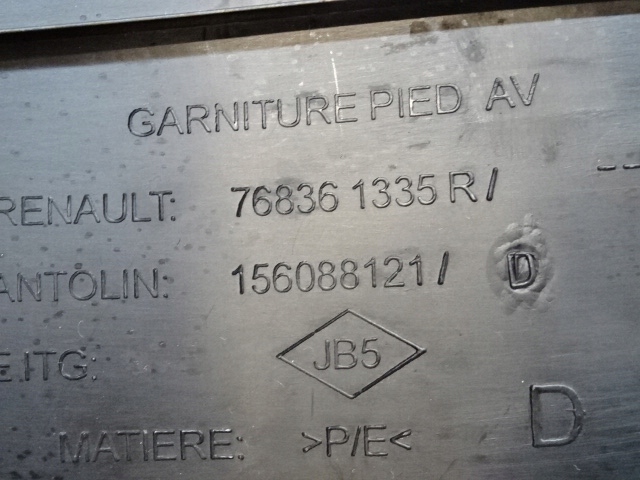 GARNITURE PIED AV
RENAULT: 76836 1335 R /
ANTOLIN: 156088121 / D
E.ITG: JB5
MATIERE: >P/E< D